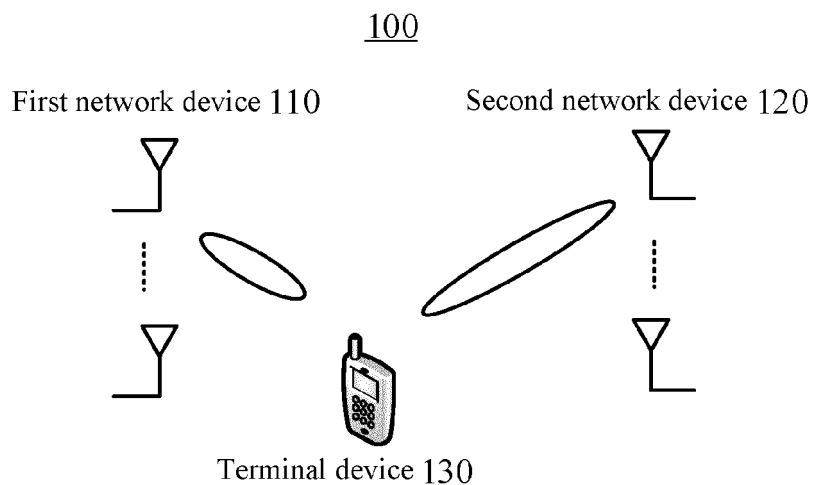 100
First network device 110
Second network device 120
Terminal device 130